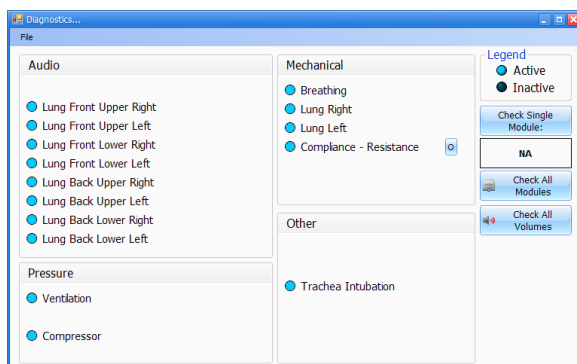 Diagnostics...
File
Audio
Lung Front Upper Right
Lung Front Upper Left
Lung Front Lower Right
Lung Front Lower Left
Lung Back Upper Right
Lung Back Upper Left
Lung Back Lower Right
Lung Back Lower Left
Pressure
Ventilation
Compressor
Mechanical
Breathing
Lung Right
Lung Left
Compliance - Resistance
Other
Trachea Intubation
Legend
Active
Inactive
Check Single
Module:
NA
Check All
Modules
Check All
Volumes